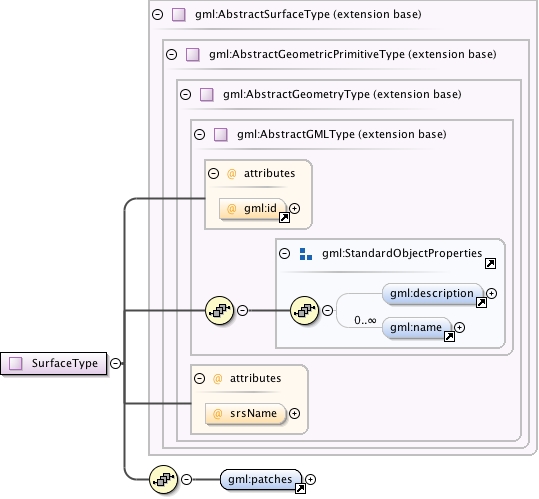 gml:AbstractSurfaceType (extension base)
gml:AbstractGeometricPrimitiveType (extension base)
gml:AbstractGeometryType (extension base)
gml:AbstractGMLType (extension base)
@ attributes
@ gml:id
gml:StandardObjectProperties
gml:description
0..∞
gml:name
SurfaceType
@ attributes
@ srsName
gml:patches